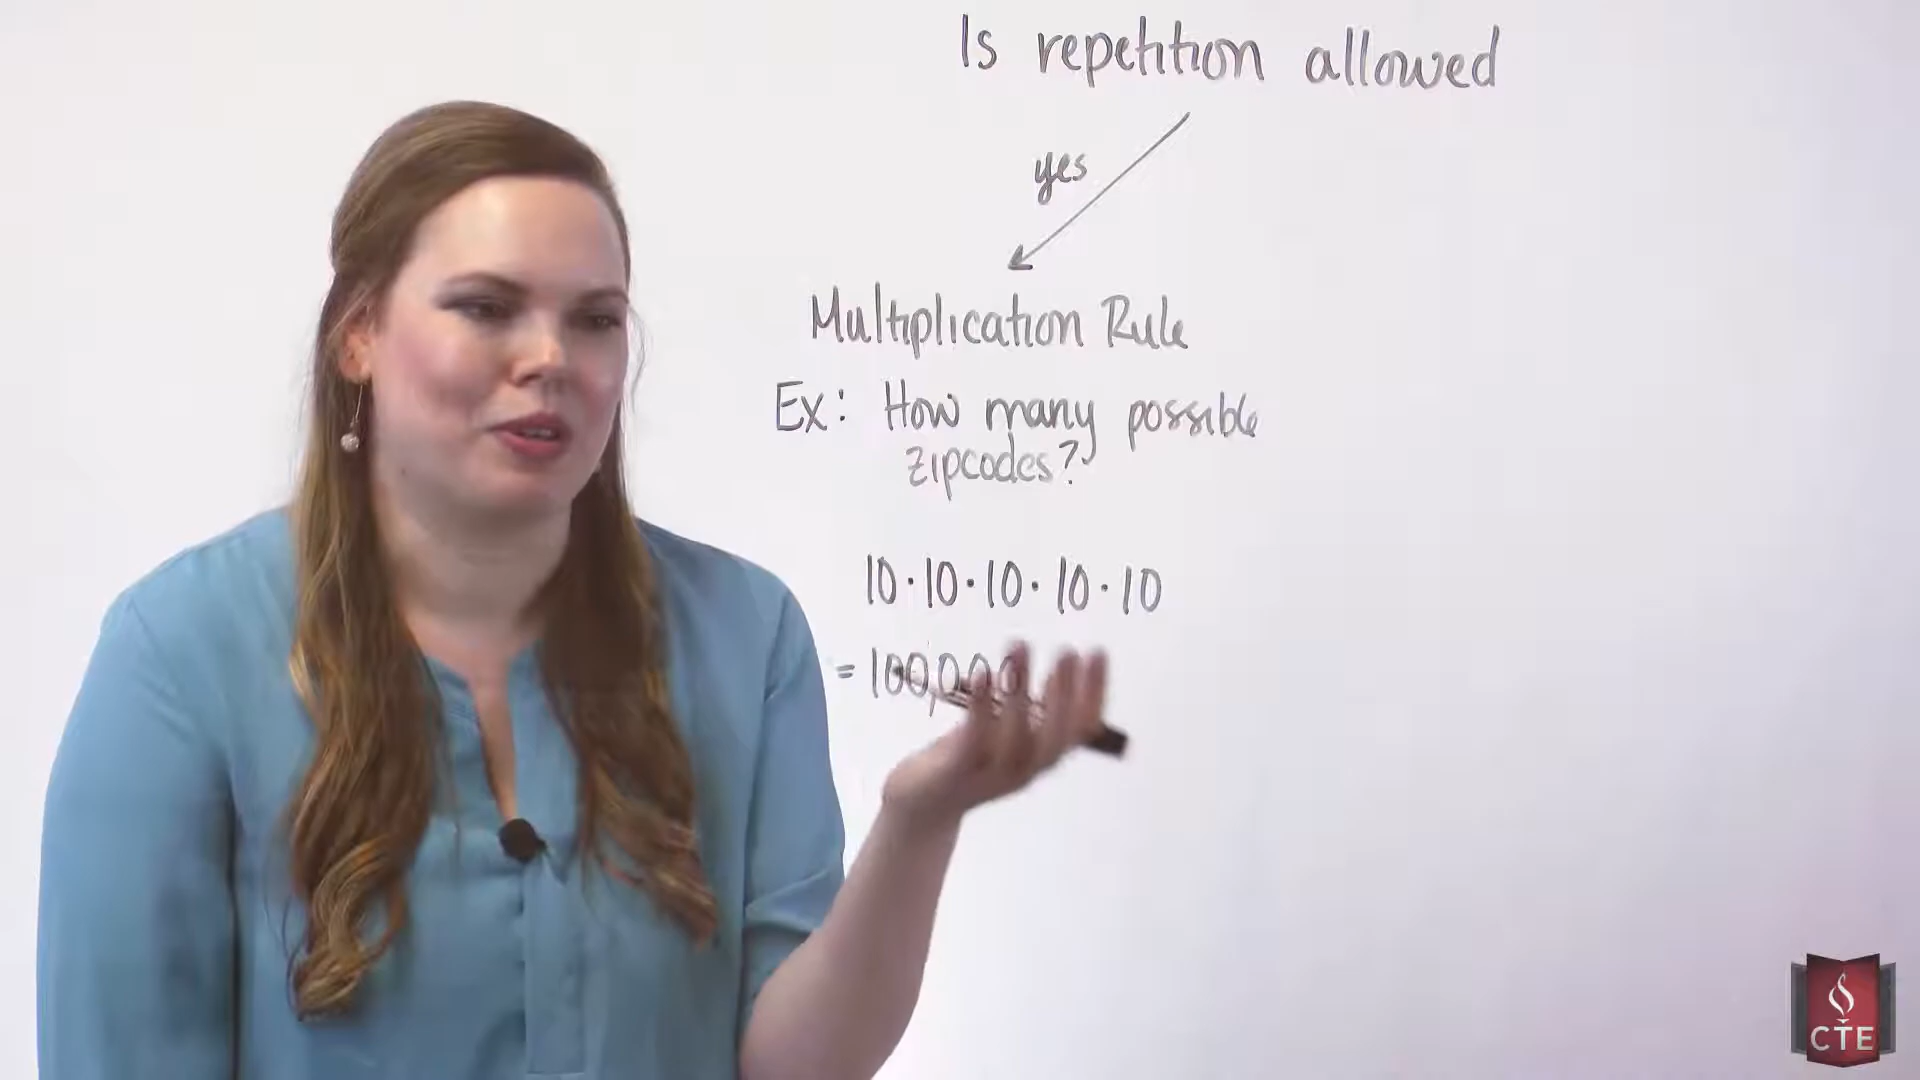 Is repetition allowed
yes
Multiplication Rule
Ex: How many possible
zipcodes?
10·10·10·10·10
= 100,000
CTE